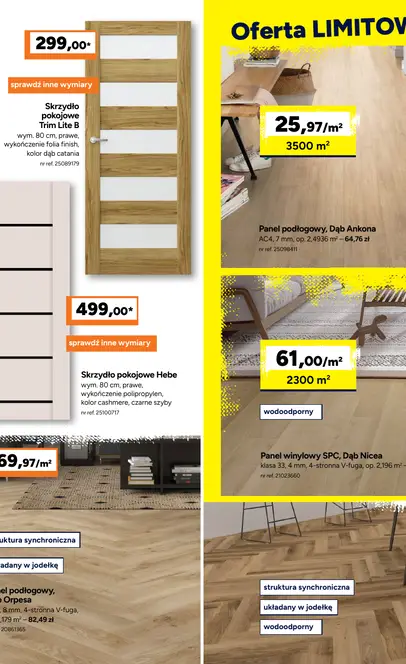 299,00*
sprawdź inne wymiary
Skrzydło
pokojowe
Trim Lite B
wym. 80 cm, prawe,
wykończenie folia finish,
kolor dąb catania
nr ref. 25089179
499,00*
sprawdź inne wymiary
Skrzydło pokojowe Hebe
wym. 80 cm, prawe,
wykończenie polipropylen,
kolor cashmere, czarne szyby
nr ref. 25100717
69,97/m²
uktura synchroniczna
adany w jodełkę
el podłogowy,
Orpesa
8 mm, 4-stronna V-fuga,
,179 m² – 82,49 zł
20861365
Oferta LIMITOW
25,97/m²
3500 m²
Panel podłogowy, Dąb Ankona
AC4, 7 mm, op. 2,4936 m² – 64,76 zł
nr ref. 25098411
61,00/m²
2300 m²
wodoodporny
Panel winylowy SPC, Dąb Nicea
klasa 33, 4 mm, 4-stronna V-fuga, op. 2,196 m² –
nr ref. 21023660
struktura synchroniczna
układany w jodełkę
wodoodporny